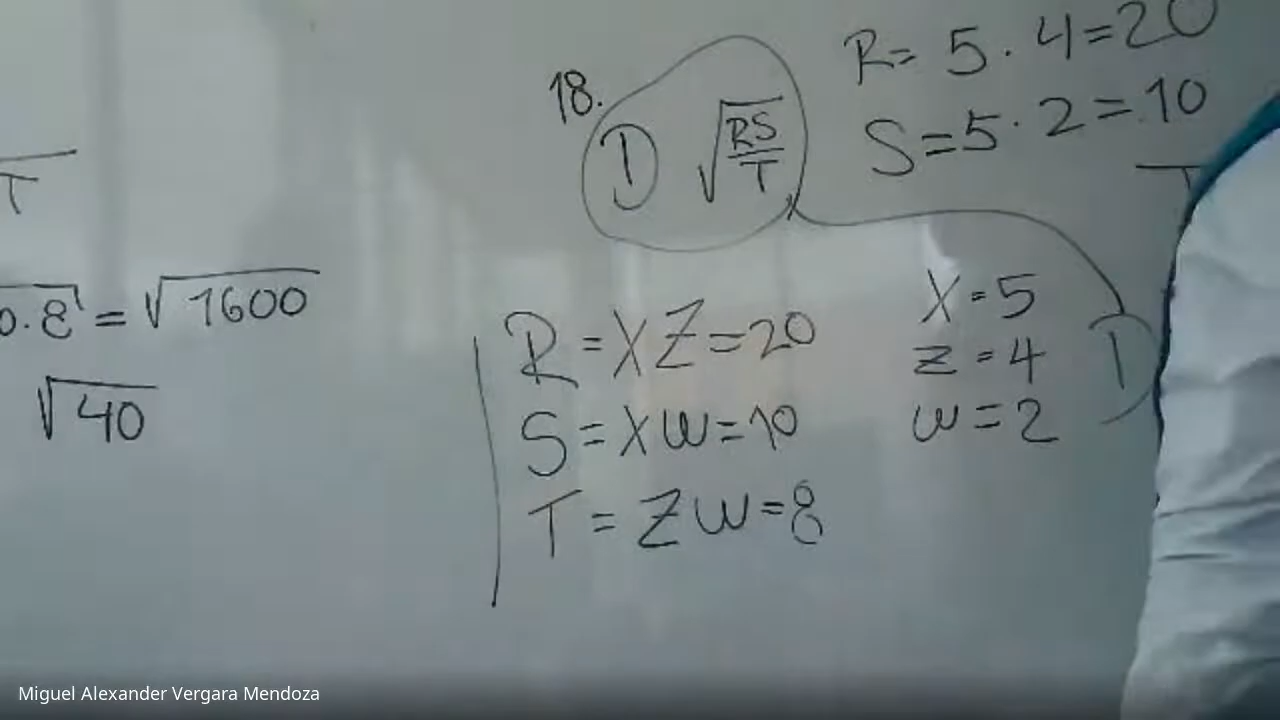 R= 5 . 4=20
18.
D √RS/T
S=5 . 2=10
T
T
0.8 = √1600
√40
X=5
R=XZ=20
Z=4
D
S=XW=10
W=2
T=ZW=8
Miguel Alexander Vergara Mendoza